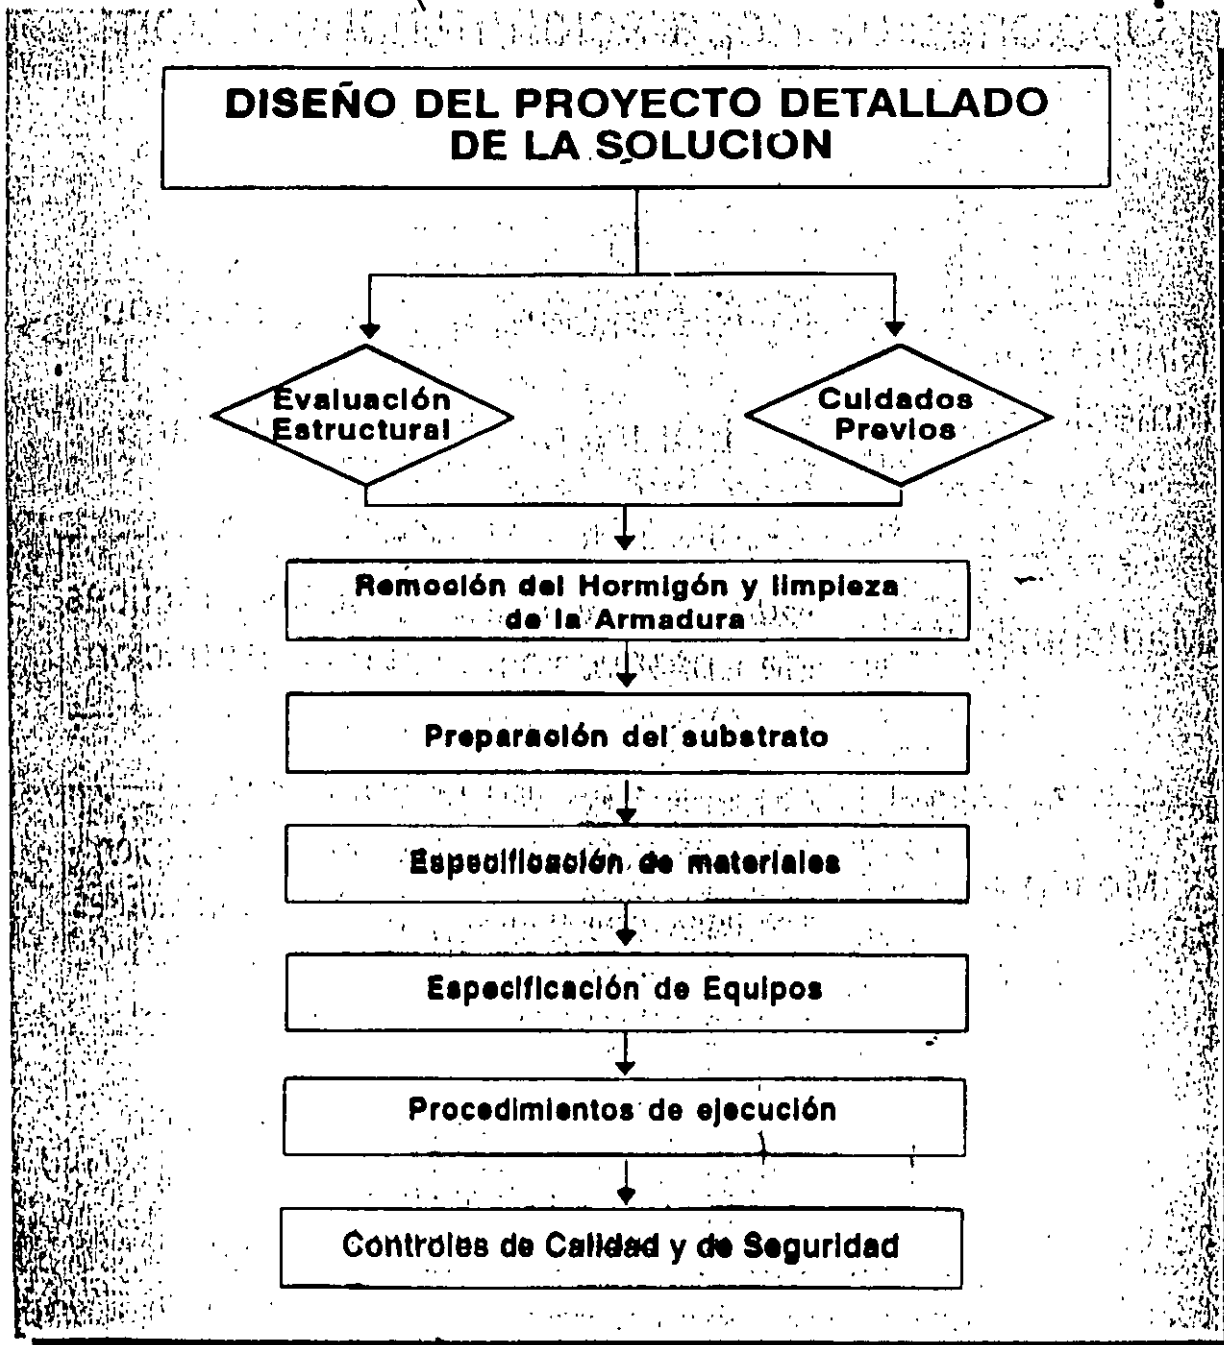 DISEÑO DEL PROYECTO DETALLADO
DE LA SOLUCIÓN
Evaluación
Estructural
Cuidados
Previos
Remoción del Hormigón y limpieza
de la Armadura
Preparación del substrato
Especificación de materiales
Especificación de Equipos
Procedimientos de ejecución
Controles de Calidad y de Seguridad